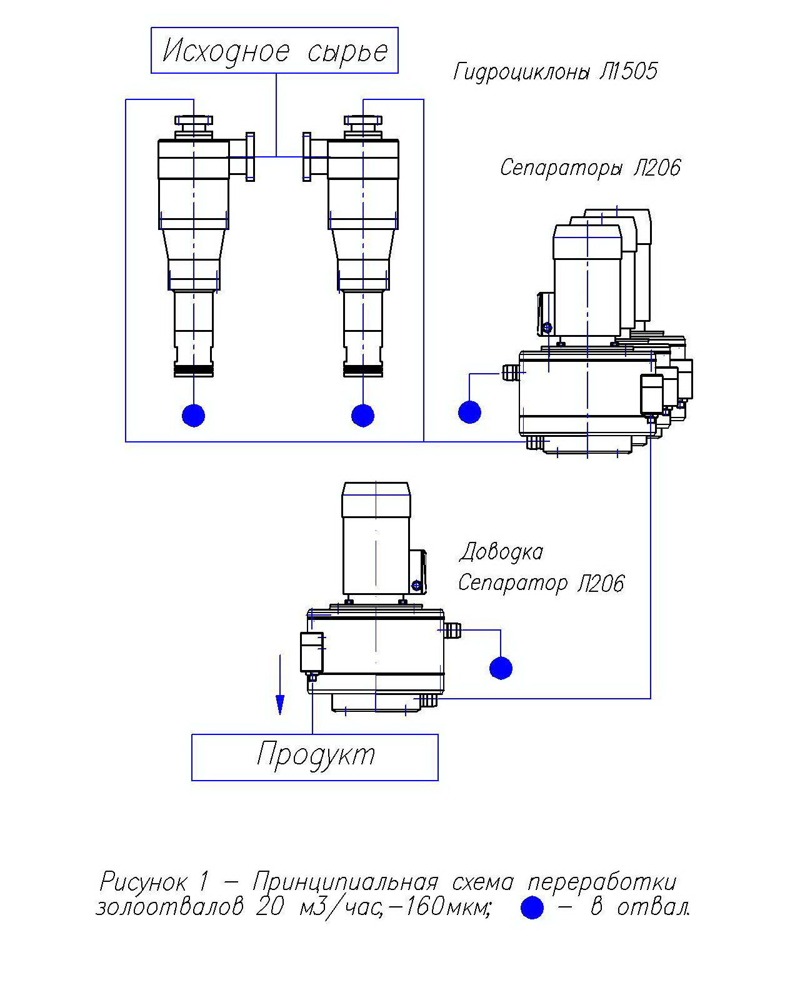 Исходное сырье
Гидроциклоны Л1505
Сепараторы Л206
Доводка
Сепаратор Л206
Продукт
Рисунок 1 – Принципиальная схема переработки
золоотвалов 20 м3/час,–160мкм; – в отвал.